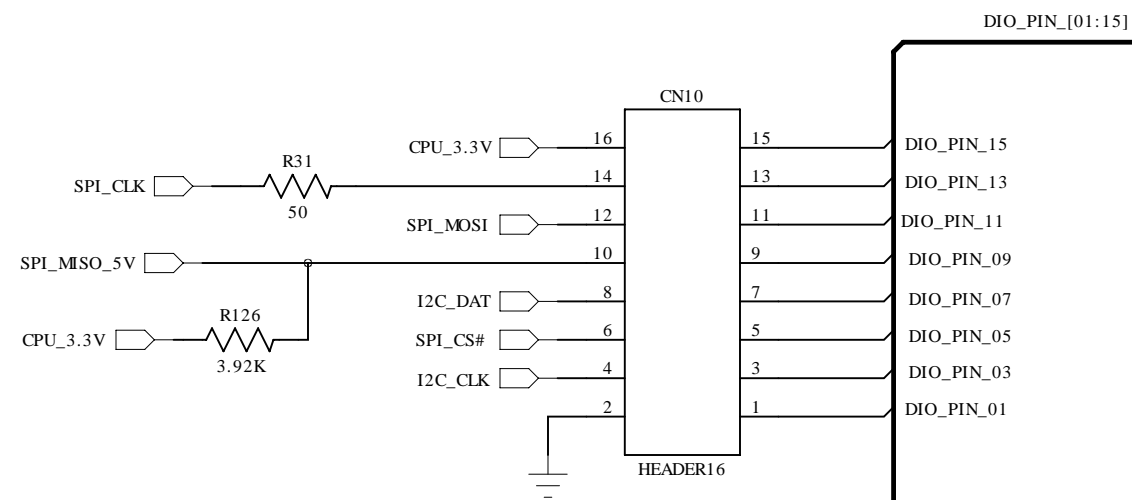 DIO_PIN_[01:15]
CN10
CPU_3.3V 16 15 DIO_PIN_15
R31
SPI_CLK 14 13 DIO_PIN_13
50
SPI_MOSI 12 11 DIO_PIN_11
SPI_MISO_5V 10 9 DIO_PIN_09
I2C_DAT 8 7 DIO_PIN_07
R126
CPU_3.3V SPI_CS# 6 5 DIO_PIN_05
3.92K
I2C_CLK 4 3 DIO_PIN_03
2 1 DIO_PIN_01
HEADER16